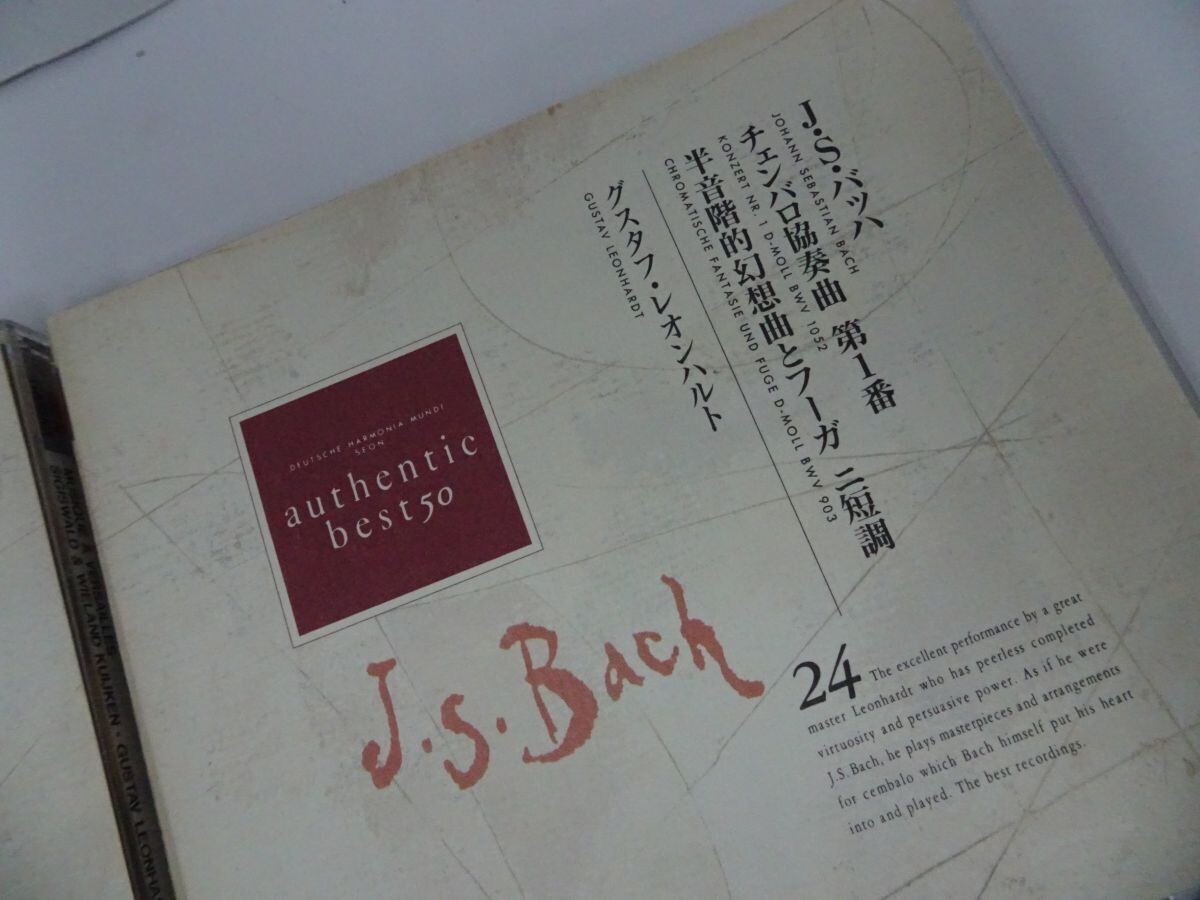 J・S・バッハ
JOHANN SEBASTIAN BACH
チェンバロ協奏曲 第1番
KONZERT NR. 1 D-MOLL BWV 1052
半音階的幻想曲とフーガ ニ短調
CHROMATISCHE FANTASIE UND FUGE D-MOLL BWV 903
グスタフ・レオンハルト
GUSTAV LEONHARDT
DEUTSCHE HARMONIA MUNDI
SEON
authentic
best50
J.S.Bach
24
The excellent performance by a great
master Leonhardt who has peerless completed
virtuosity and persuasive power. As if he were
J.S.Bach, he plays masterpieces and arrangements
for cembalo which Bach himself put his heart
into and played. The best recordings.
A VERSAILLES
& WIELAND KUIJKEN · GUSTAV LEONHA